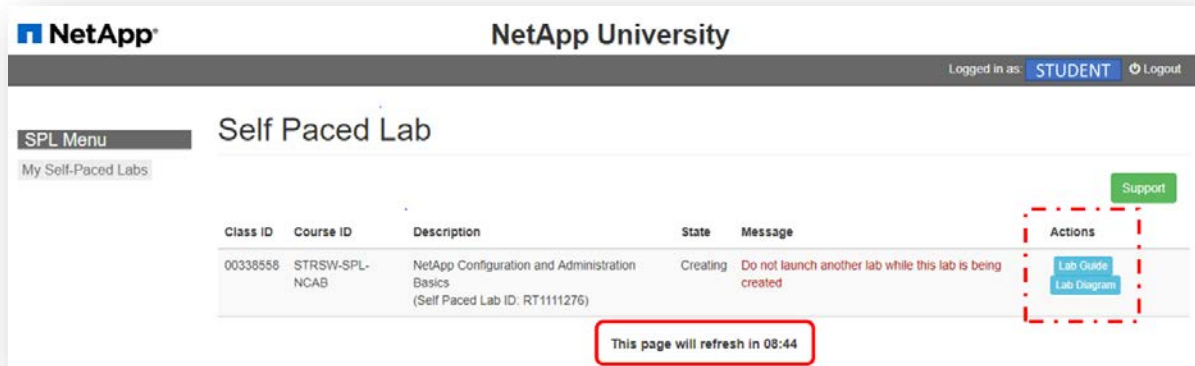 NetApp®
NetApp University
Logged in as: STUDENT Logout
SPL Menu
My Self-Paced Labs
Self Paced Lab
Support
Class ID Course ID Description State Message Actions
00338558 STRSW-SPL- NetApp Configuration and Administration Creating Do not launch another lab while this lab is being Lab Guide
NCAB Basics created Lab Diagram
(Self Paced Lab ID: RT1111276)
This page will refresh in 08:44